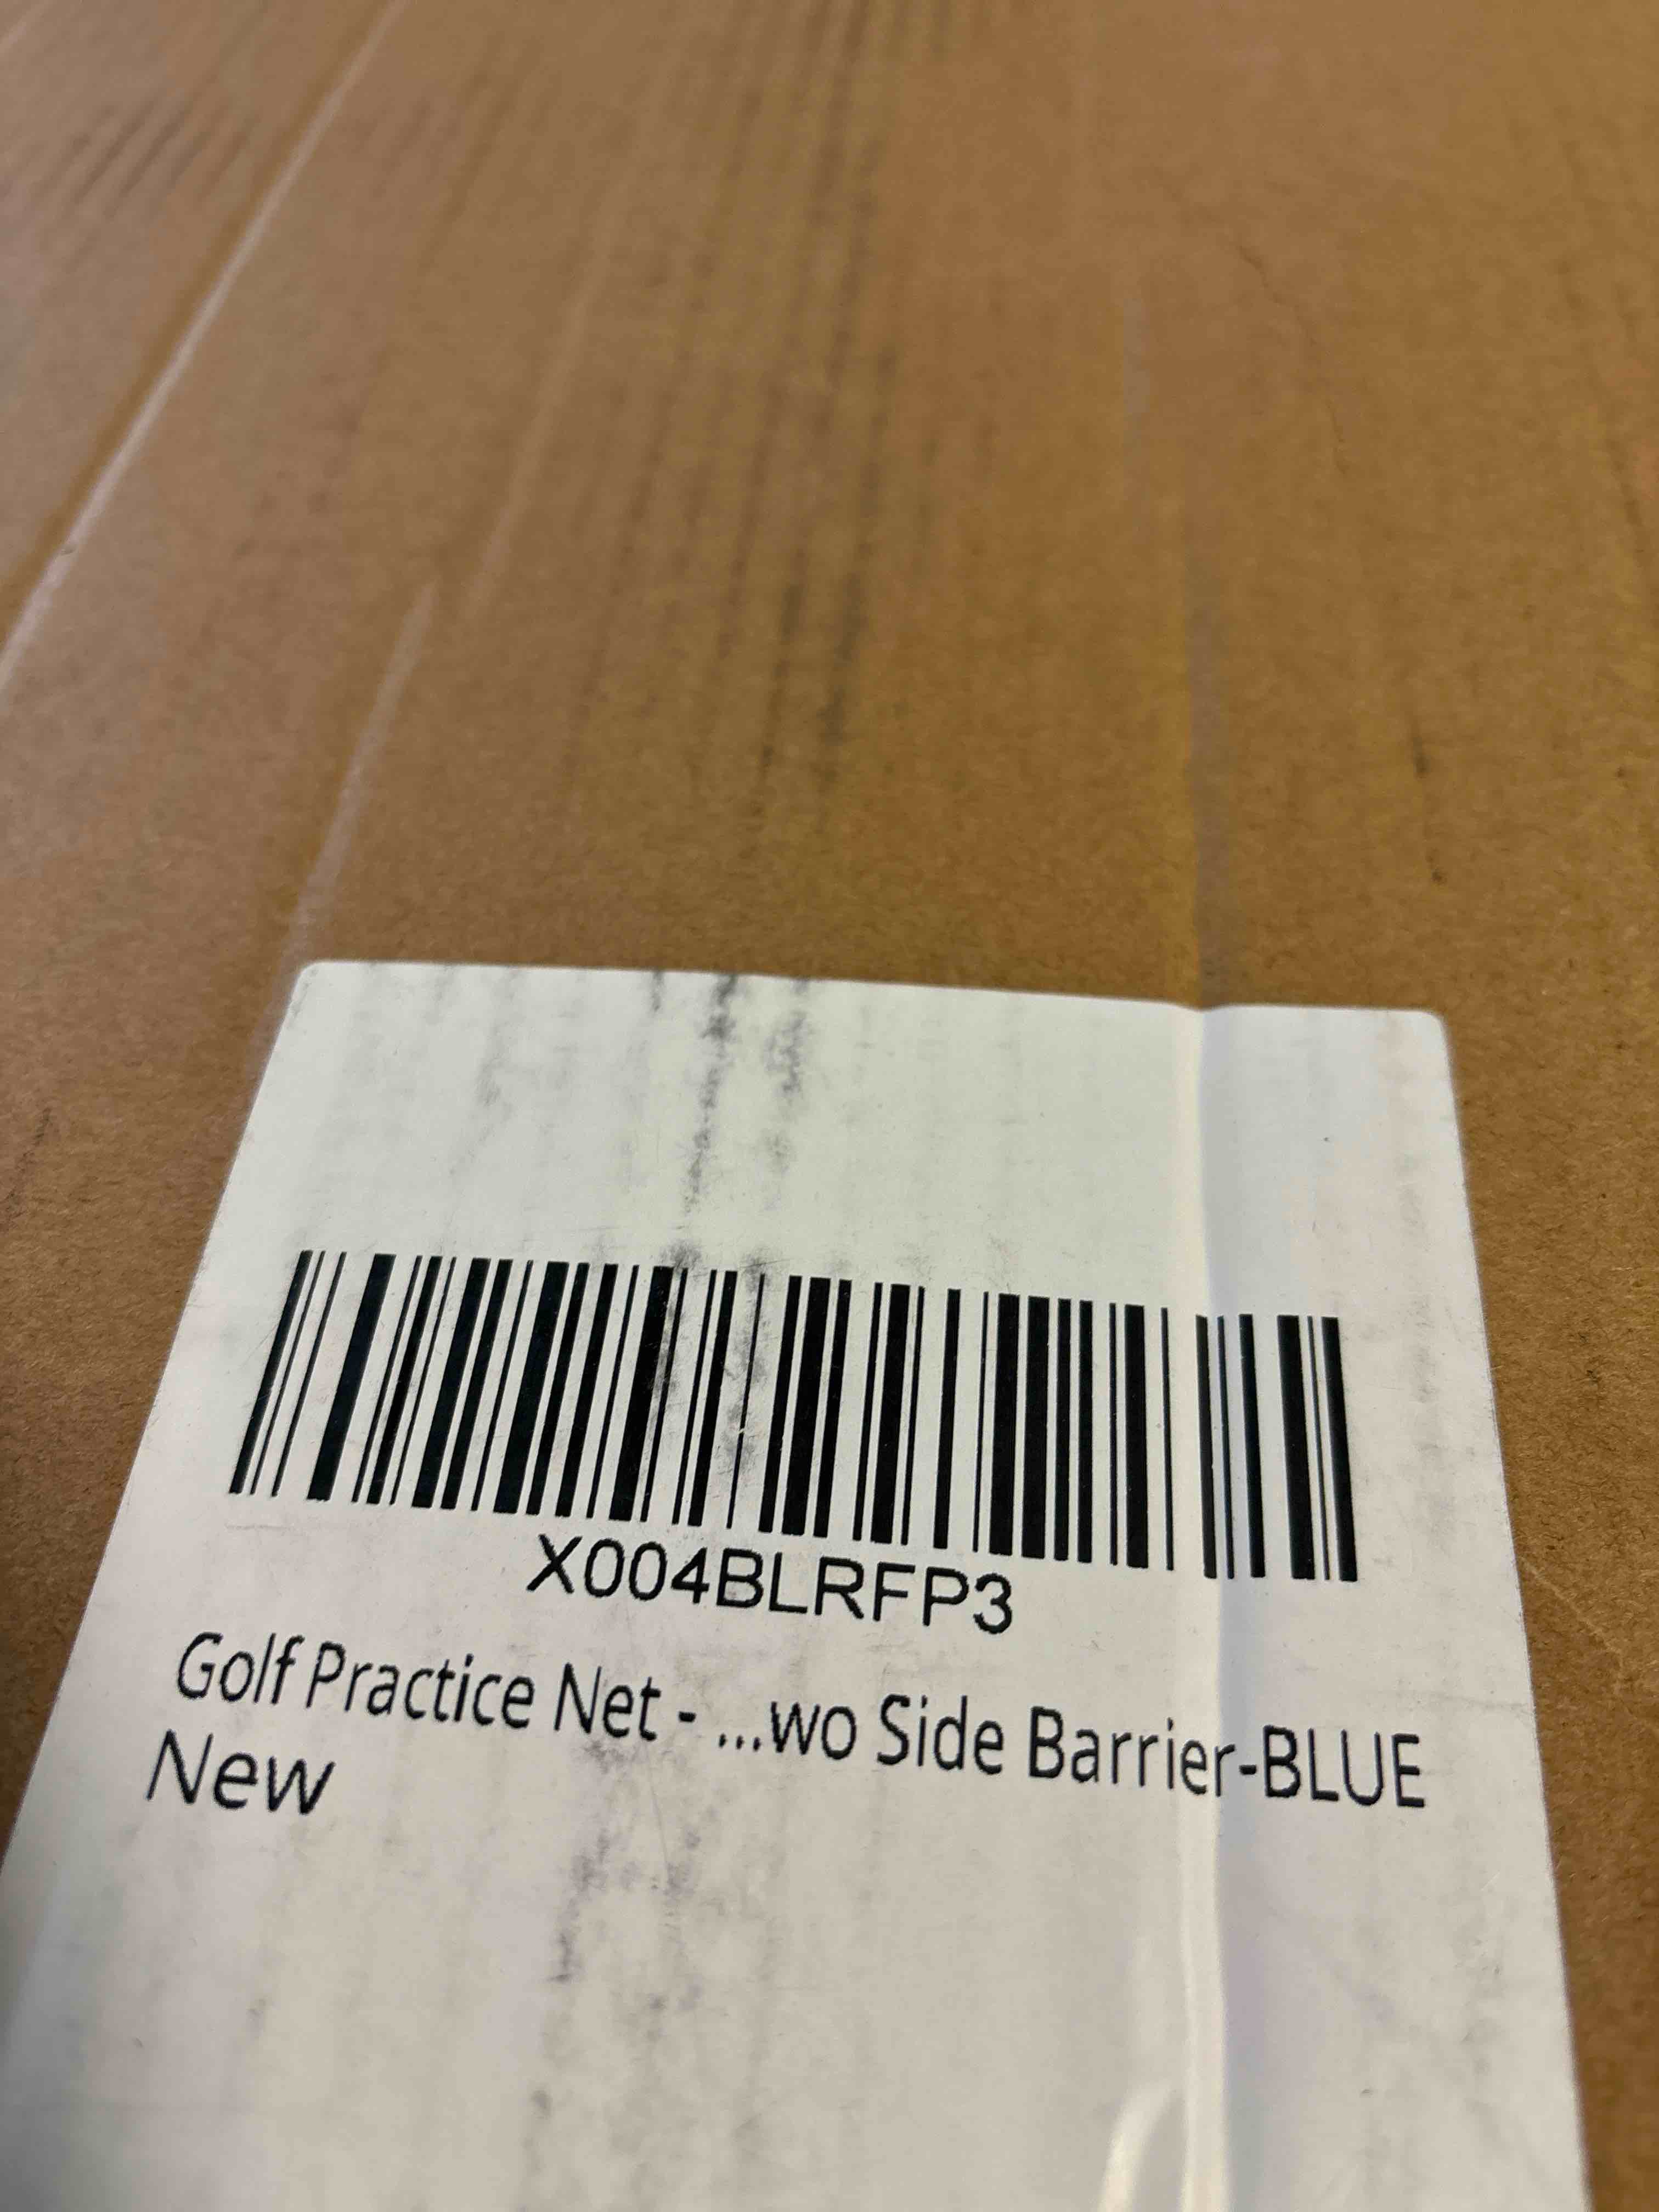 X004BLRFP3
Golf Practice Net - ...wo Side Barrier-BLUE
New